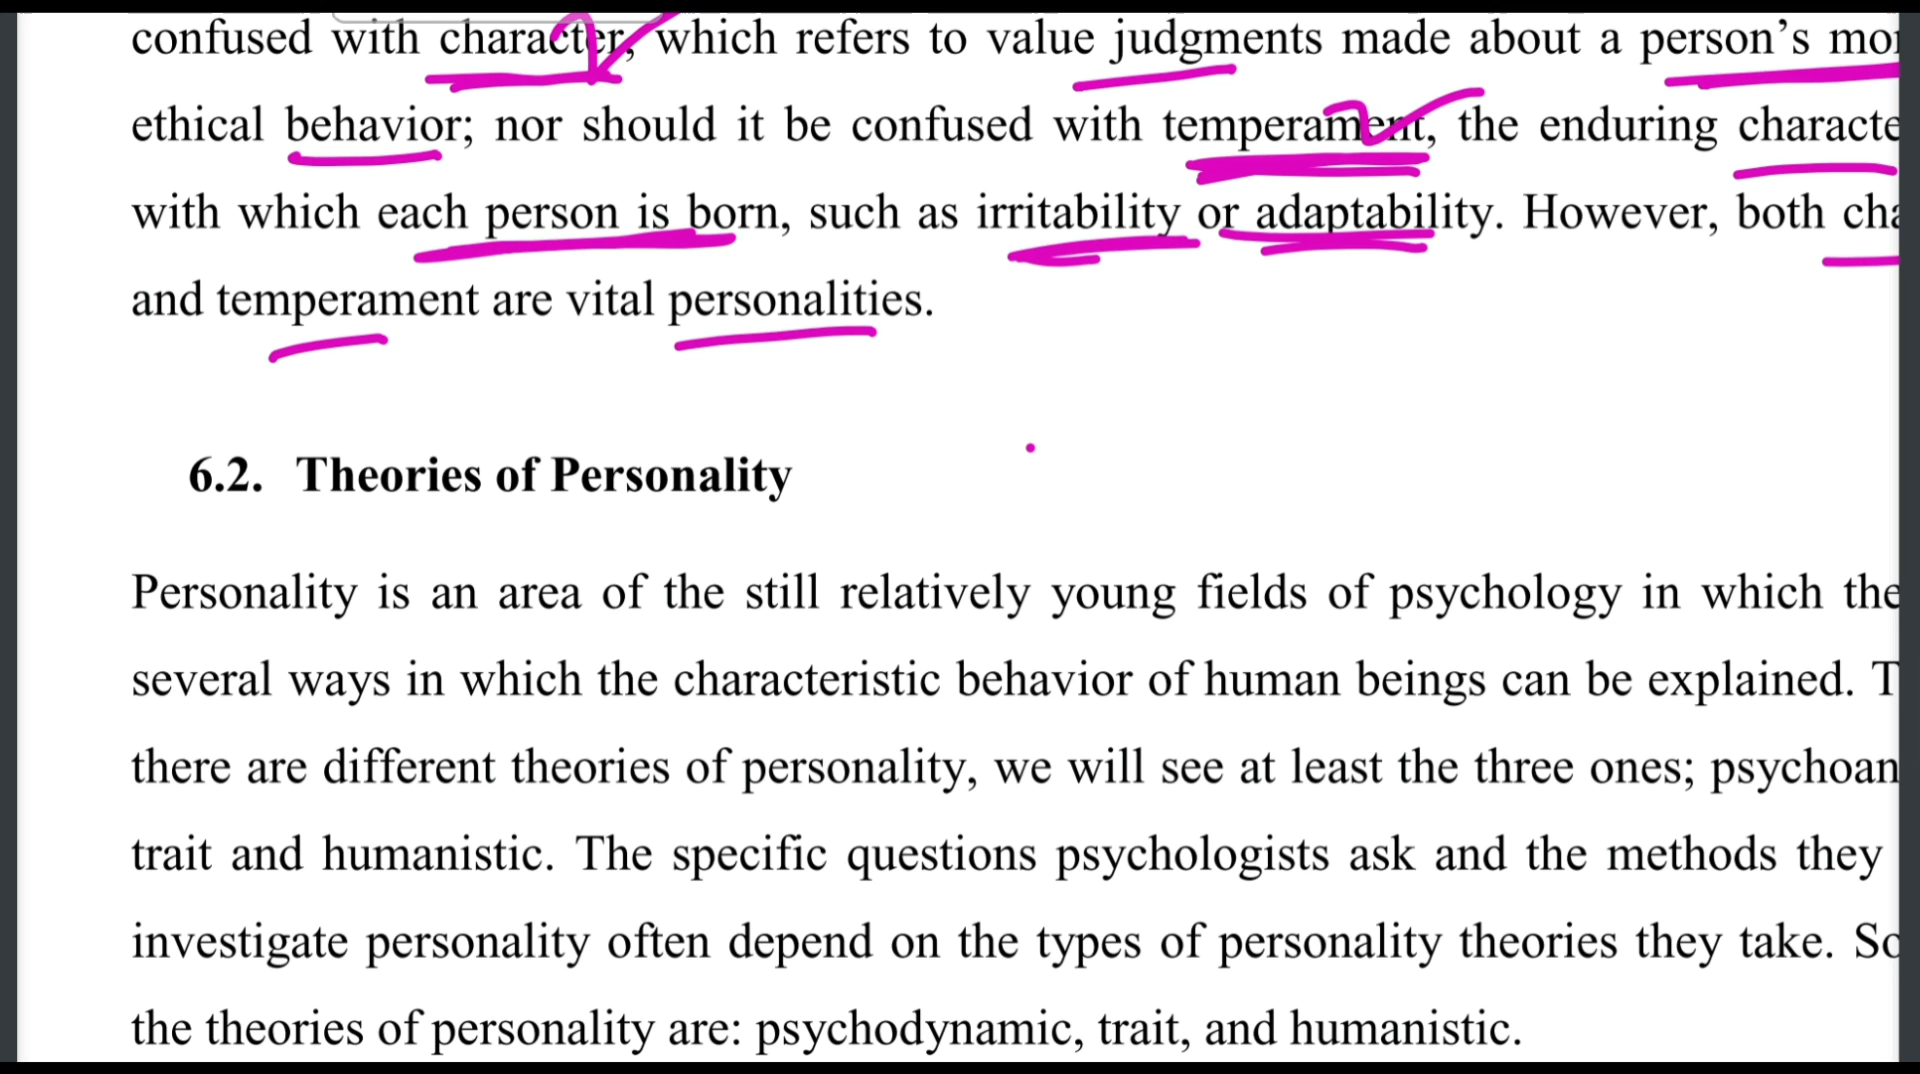 confused with character, which refers to value judgments made about a person's
ethical behavior; nor should it be confused with temperament, the enduring
with which each person is born, such as irritability or adaptability. However, both
and temperament are vital personalities.
6.2. Theories of Personality
Personality is an area of the still relatively young fields of psychology in which
several ways in which the characteristic behavior of human beings can be explained.
there are different theories of personality, we will see at least the three ones;
trait and humanistic. The specific questions psychologists ask and the methods they
investigate personality often depend on the types of personality theories they take.
the theories of personality are: psychodynamic, trait, and humanistic.